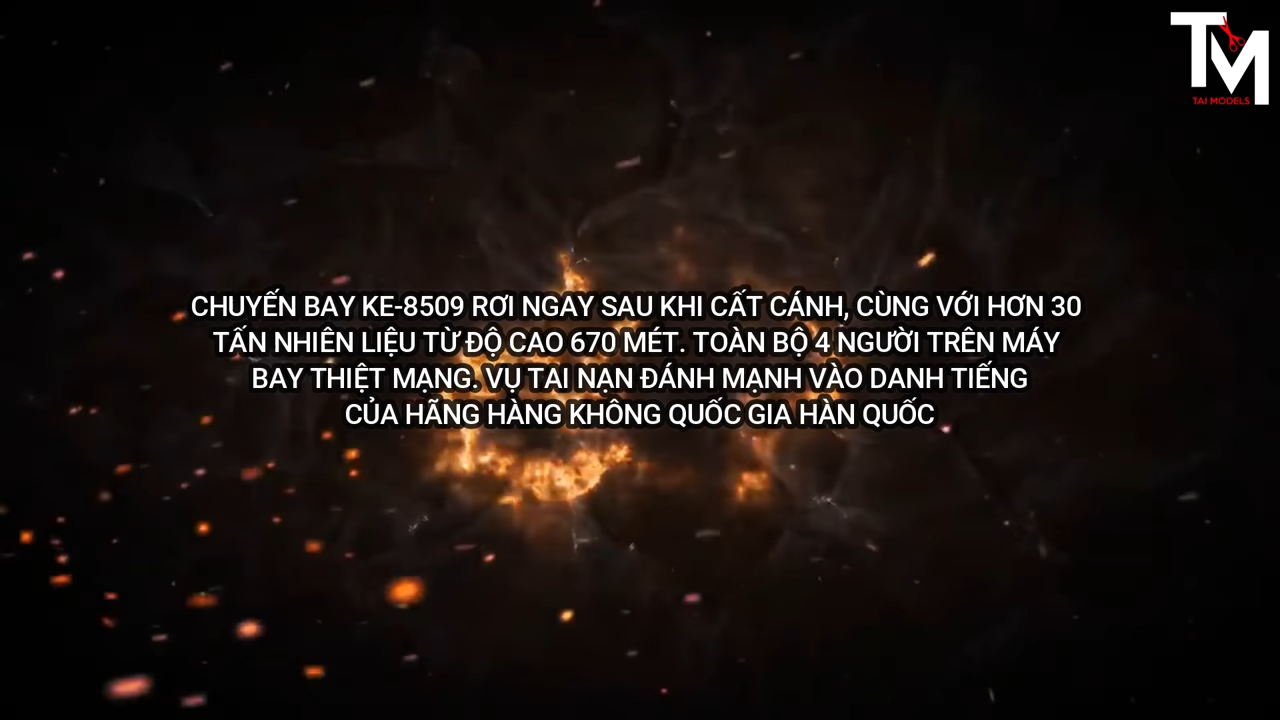 TM
TAI MODELS
CHUYẾN BAY KE-8509 RƠI NGAY SAU KHI CẤT CÁNH, CÙNG VỚI HƠN 30
TẤN NHIÊN LIỆU TỪ ĐỘ CAO 670 MÉT. TOÀN BỘ 4 NGƯỜI TRÊN MÁY
BAY THIỆT MẠNG. VỤ TAI NẠN ĐÁNH MẠNH VÀO DANH TIẾNG
CỦA HÃNG HÀNG KHÔNG QUỐC GIA HÀN QUỐC